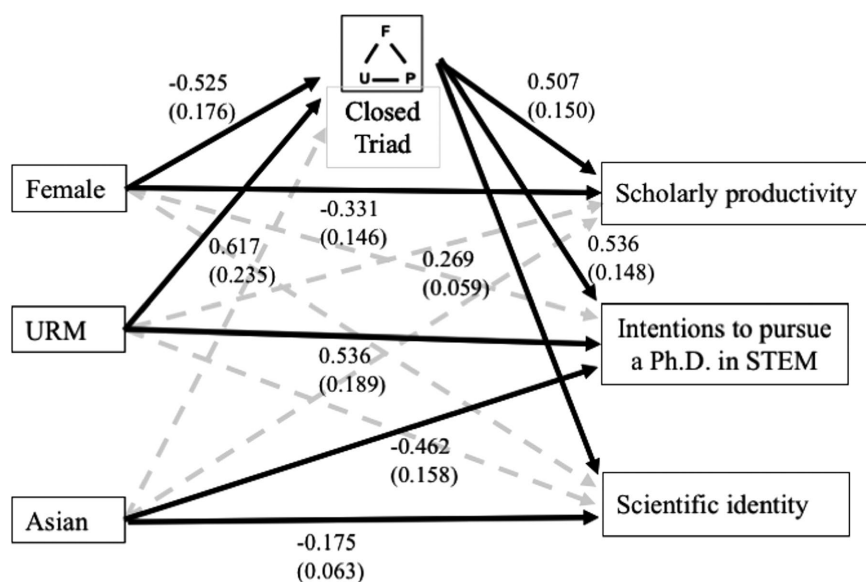 F
U P
Closed
Triad
-0.525
(0.176)
0.507
(0.150)
Female
Scholarly productivity
-0.331
(0.146)
0.617
(0.235)
0.269
(0.059)
0.536
(0.148)
URM
Intentions to pursue
a Ph.D. in STEM
0.536
(0.189)
-0.462
(0.158)
Asian
Scientific identity
-0.175
(0.063)